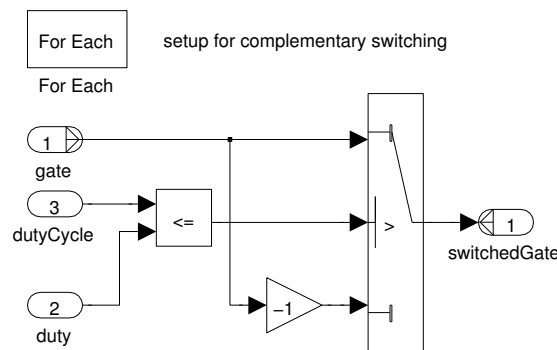 For Each
setup for complementary switching
For Each
1
gate
3
dutyCycle
<=
>
1
switchedGate
−1
2
duty